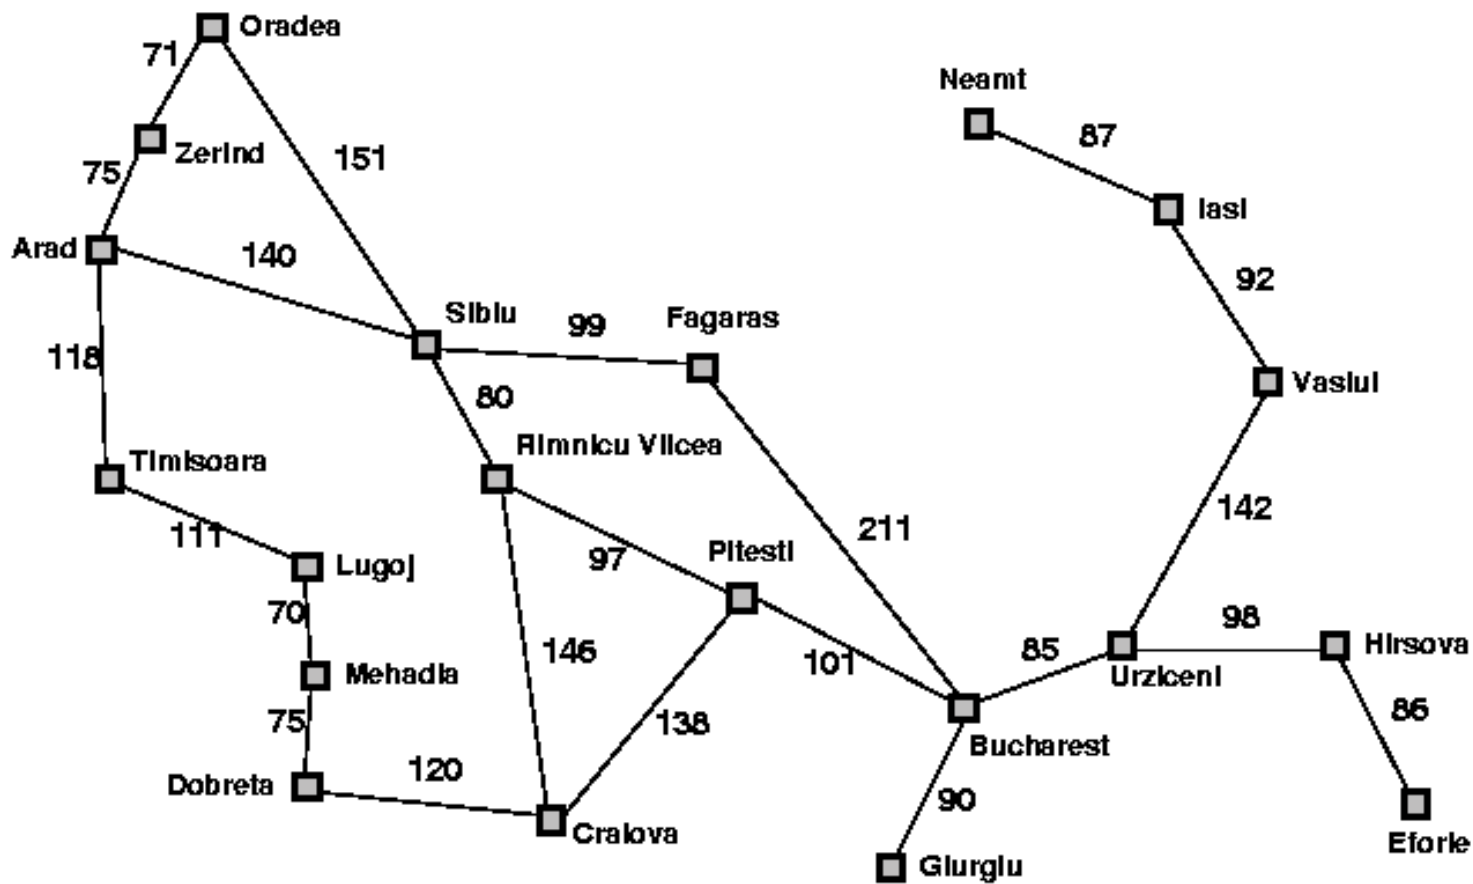 Oradea
71
Neamt
87
Zerind
151
75
Iasi
Arad
140
92
Sibiu
99
Fagaras
118
80
Vaslui
Timisoara
Rimnicu Vilcea
142
111
97
Pitesti
211
Lugoj
70
146
101
85
98
Hirsova
Urziceni
Mehadia
75
138
86
Bucharest
Dobreta
120
90
Craiova
Eforie
Giurgiu